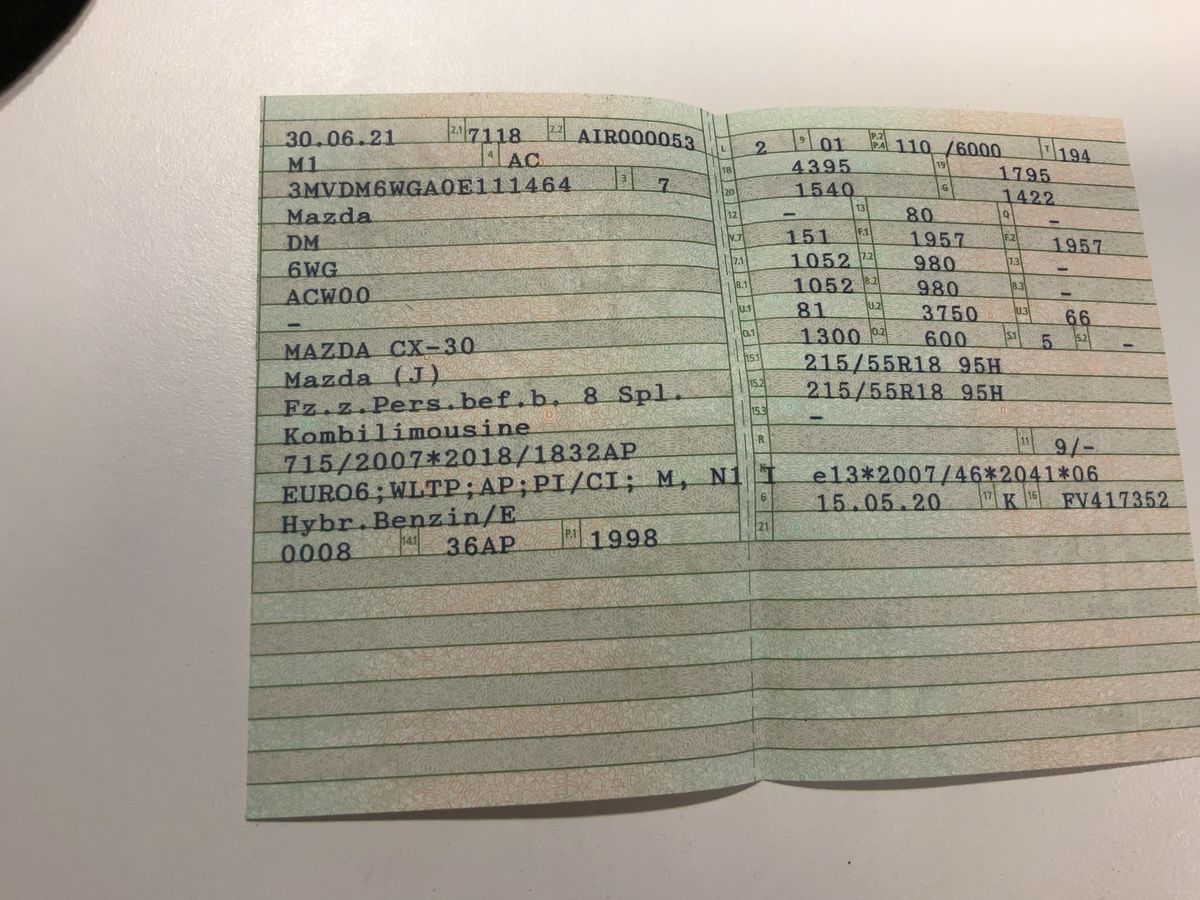 30.06.21 2.1 7118 2.2 AIR000053
M1 4 AC
3MVDM6WGA0E111464 3 7
Mazda
DM
6WG
ACW00
–
MAZDA CX-30
Mazda (J)
Fz.z.Pers.bef.b. 8 Spl.
Kombilimousine
715/2007*2018/1832AP
EURO6;WLTP;AP;PI/CI; M, N1 I
Hybr.Benzin/E
0008 14.1 36AP P.1 1998
L 2 9 01 P.2 P.4 110 /6000 T 194
18 4395 19 1795
20 1540 G 1422
12 – 13 80 Q –
V.7 151 F.1 1957 F.2 1957
7.1 1052 7.2 980 7.3 –
8.1 1052 8.2 980 8.3 –
U.1 81 U.2 3750 U.3 66
O.1 1300 O.2 600 S.1 5 S.2 –
15.1 215/55R18 95H
15.2 215/55R18 95H
15.3 –
R 11 9/-
K e13*2007/46*2041*06
6 15.05.20 17 K 16 FV417352
21